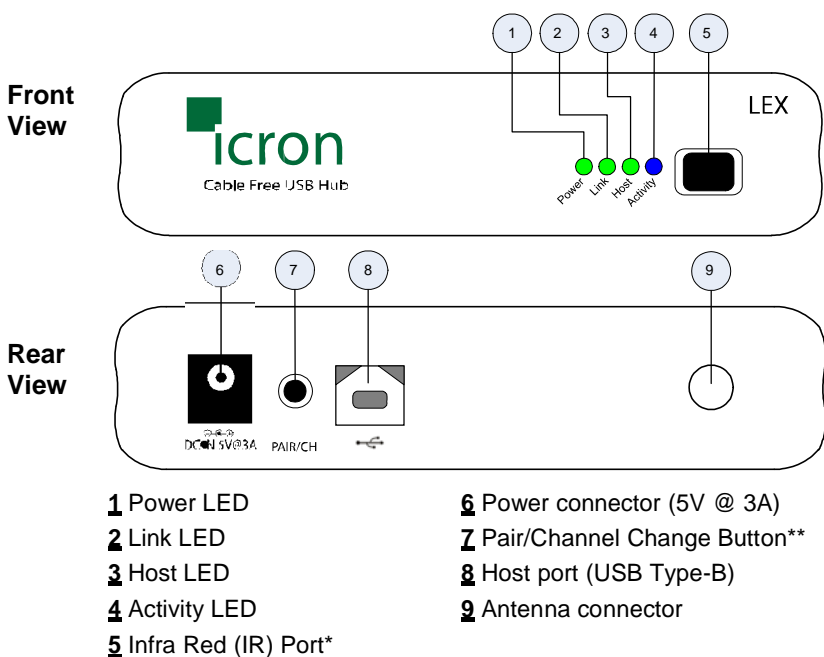 1 2 3 4 5
Front
View
LEX
icron
Cable Free USB Hub
Power Link Host Activity
6 7 8 9
Rear
View
5V@3A PAIR/CH
1 Power LED
2 Link LED
3 Host LED
4 Activity LED
5 Infra Red (IR) Port*
6 Power connector (5V @ 3A)
7 Pair/Channel Change Button**
8 Host port (USB Type-B)
9 Antenna connector